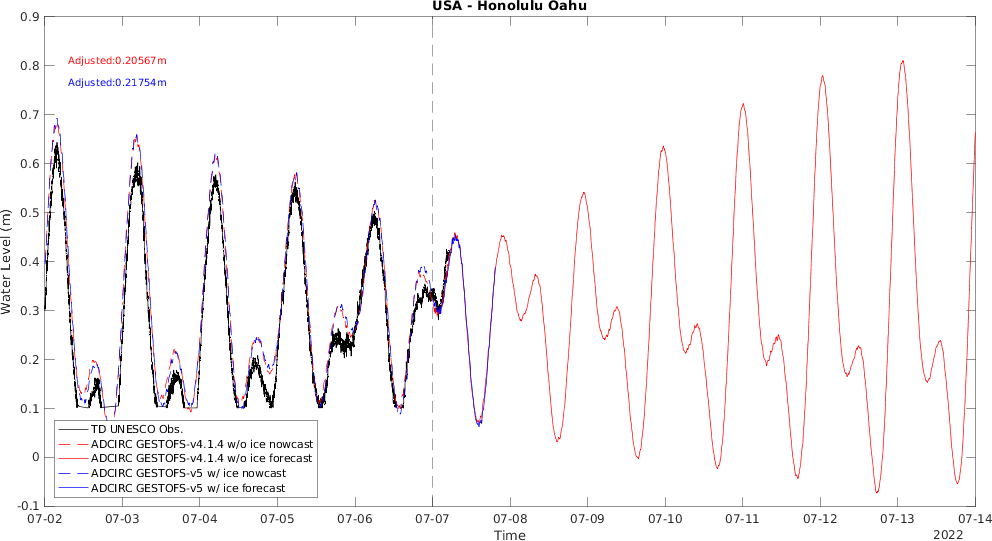 USA - Honolulu Oahu
0.9
0.8
0.7
0.6
0.5
0.4
0.3
0.2
0.1
0
-0.1
Water Level (m)
Adjusted:0.20567m
Adjusted:0.21754m
TD UNESCO Obs.
ADCIRC GESTOFS-v4.1.4 w/o ice nowcast
ADCIRC GESTOFS-v4.1.4 w/o ice forecast
ADCIRC GESTOFS-v5 w/ ice nowcast
ADCIRC GESTOFS-v5 w/ ice forecast
07-02 07-03 07-04 07-05 07-06 07-07 07-08 07-09 07-10 07-11 07-12 07-13 07-14
Time
2022